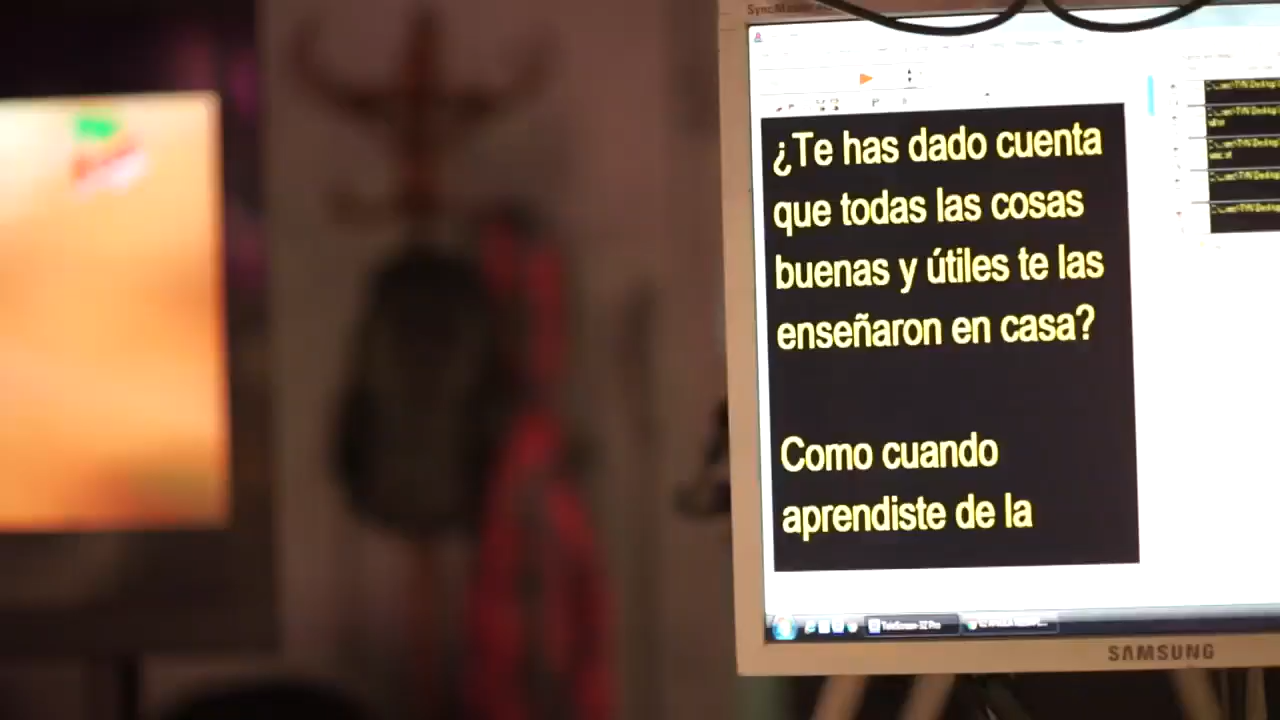 SyncMaster
¿Te has dado cuenta
que todas las cosas
buenas y útiles te las
enseñaron en casa?
Como cuando
aprendiste de la
SAMSUNG